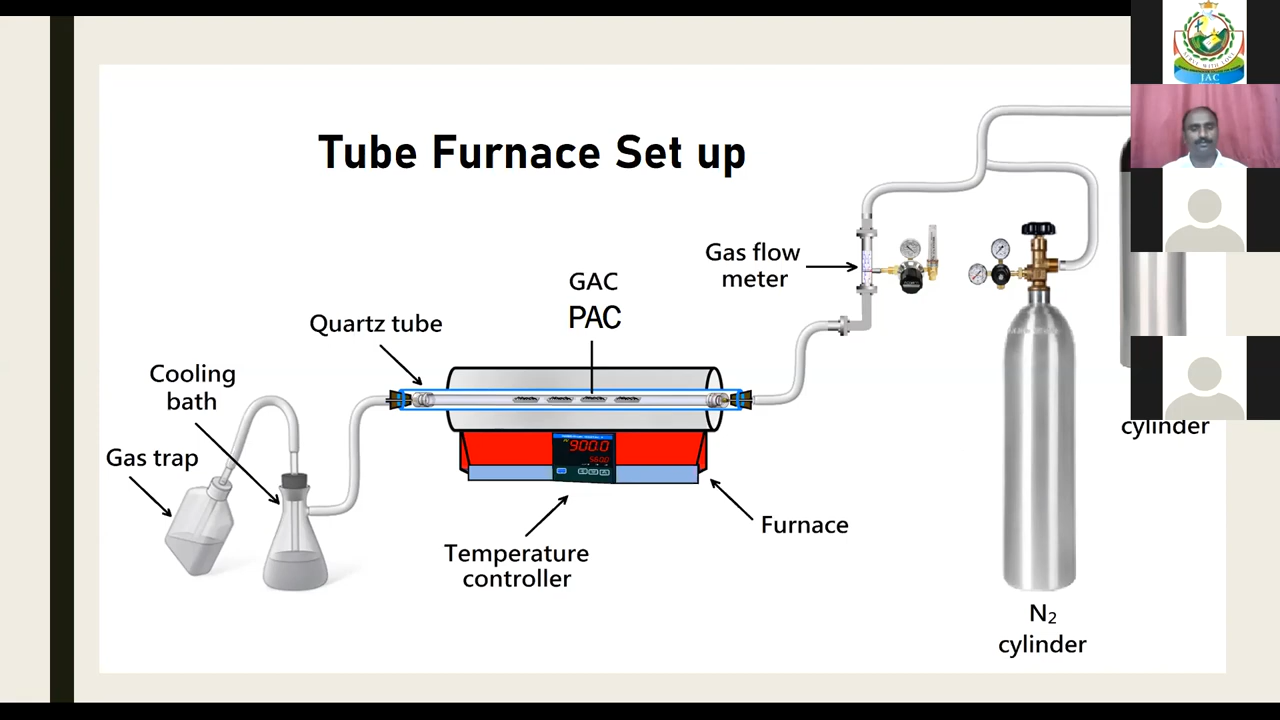 Tube Furnace Set up
JAC
Gas flow
meter
GAC
PAC
Quartz tube
Cooling
bath
Gas trap
900.0
Temperature
controller
Furnace
cylinder
N₂
cylinder